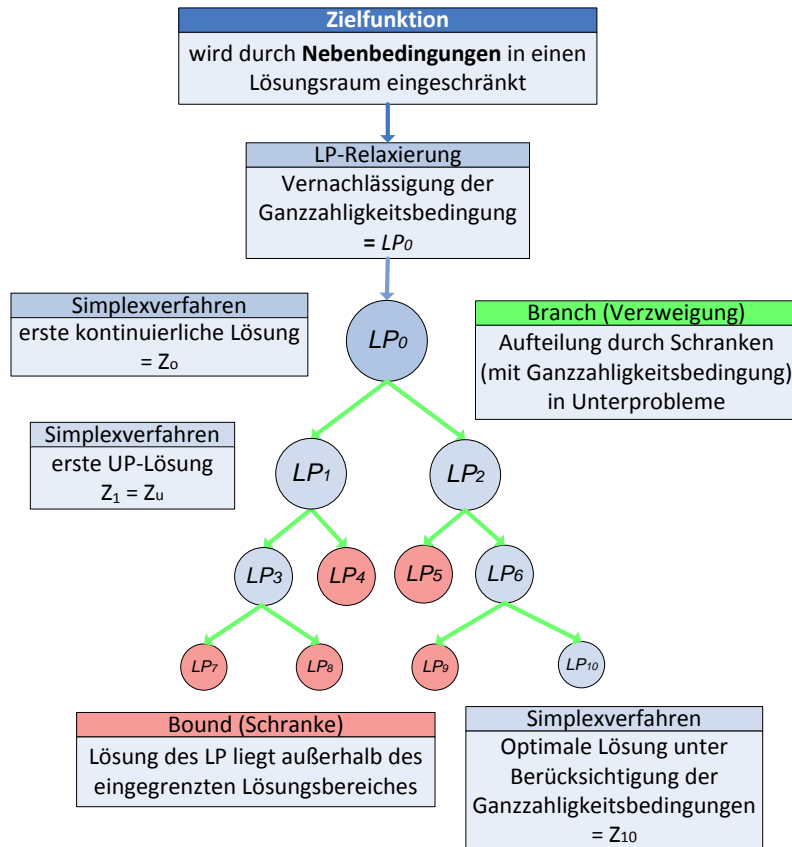 Zielfunktion
wird durch Nebenbedingungen in einen
Lösungsraum eingeschränkt
LP-Relaxierung
Vernachlässigung der
Ganzzahligkeitsbedingung
= LP0
Simplexverfahren
erste kontinuierliche Lösung
= Zo
LP0
Branch (Verzweigung)
Aufteilung durch Schranken
(mit Ganzzahligkeitsbedingung)
in Unterprobleme
Simplexverfahren
erste UP-Lösung
Z1 = Zu
LP1
LP2
LP3
LP4
LP5
LP6
LP7
LP8
LP9
LP10
Bound (Schranke)
Lösung des LP liegt außerhalb des
eingegrenzten Lösungsbereiches
Simplexverfahren
Optimale Lösung unter
Berücksichtigung der
Ganzzahligkeitsbedingungen
= Z10